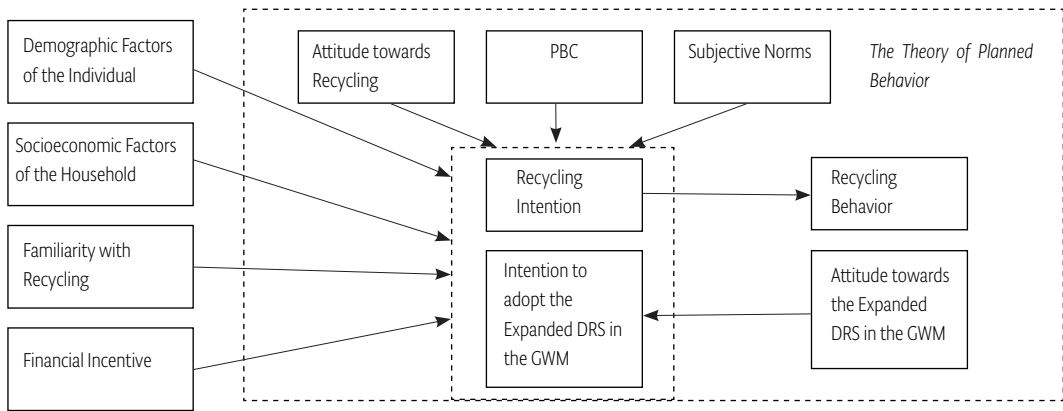 Demographic Factors
of the Individual
Socioeconomic Factors
of the Household
Familiarity with
Recycling
Financial Incentive
Attitude towards
Recycling
PBC
Subjective Norms
The Theory of Planned
Behavior
Recycling
Intention
Recycling
Behavior
Intention to
adopt the
Expanded DRS in
the GWM
Attitude towards
the Expanded
DRS in the GWM